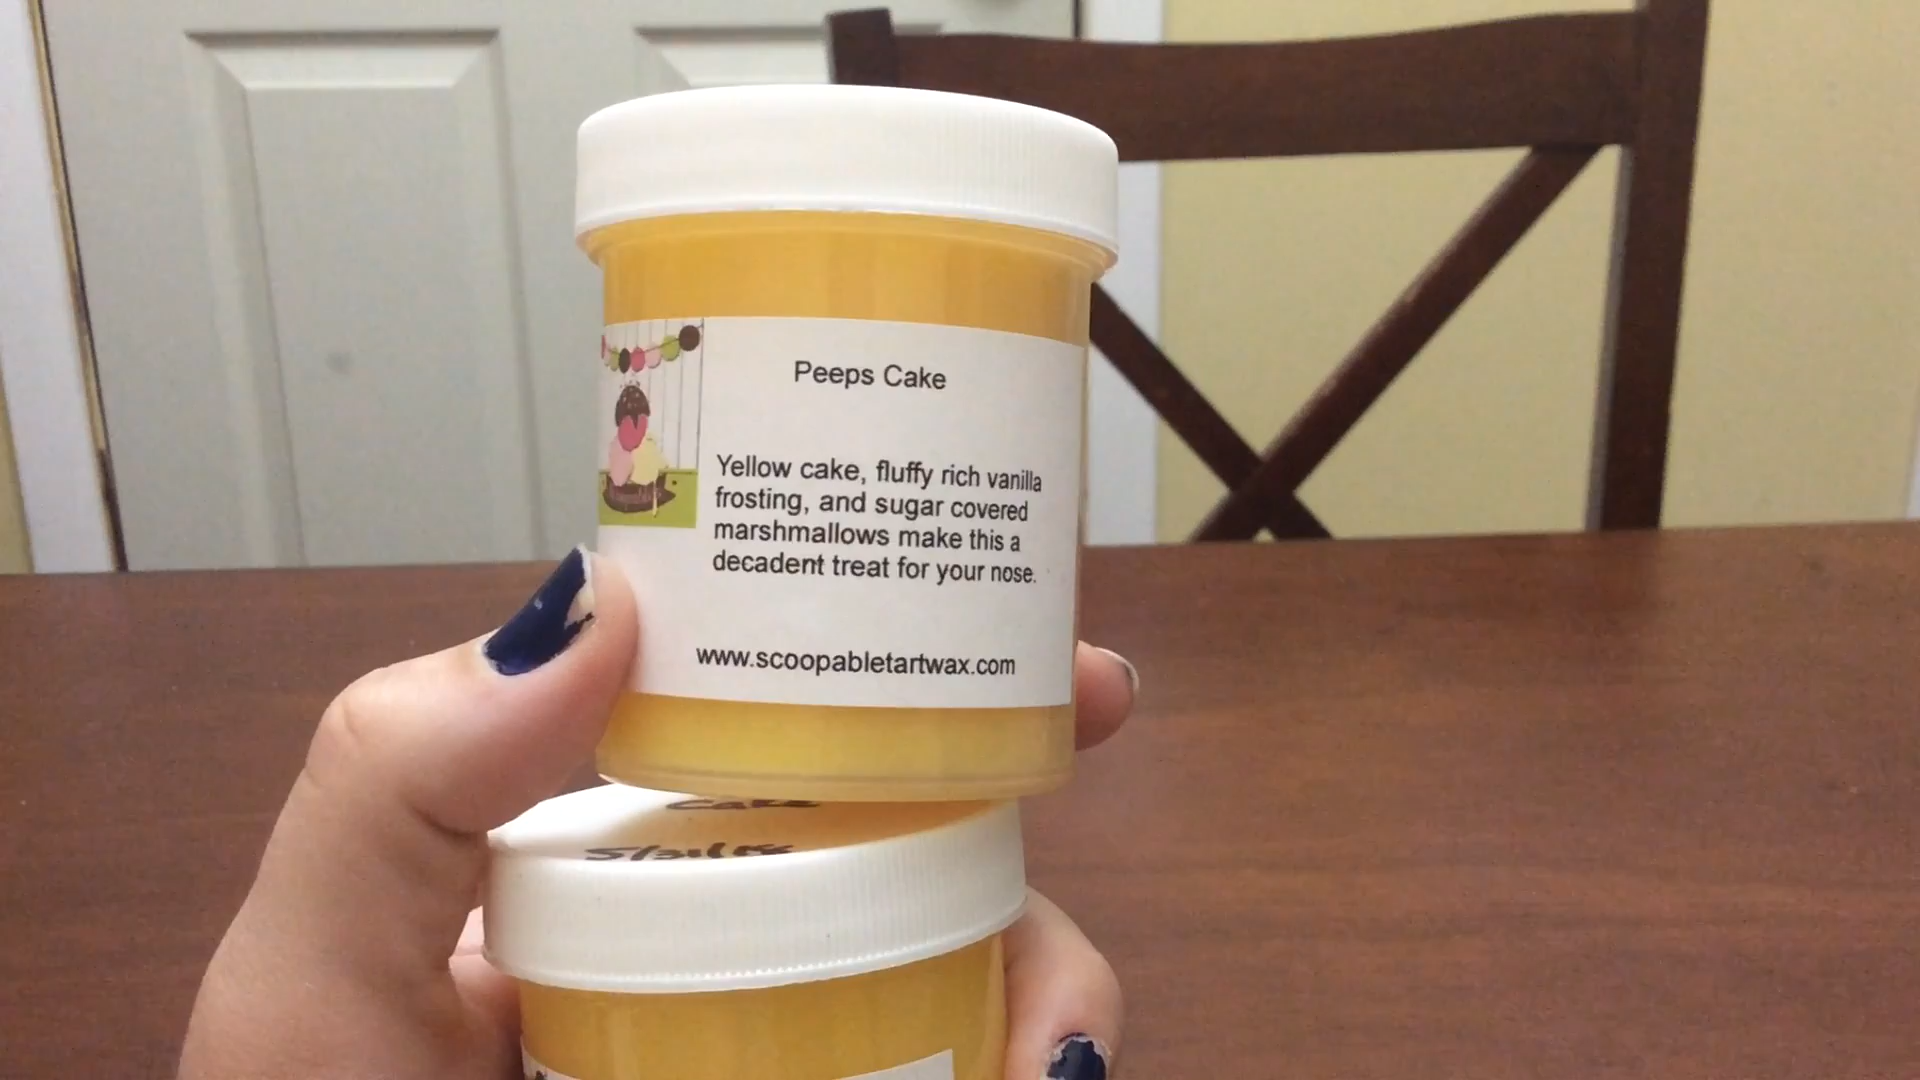 Peeps Cake
Yellow cake, fluffy rich vanilla
frosting, and sugar covered
marshmallows make this a
decadent treat for your nose.
www.scoopabletartwax.com
Cake